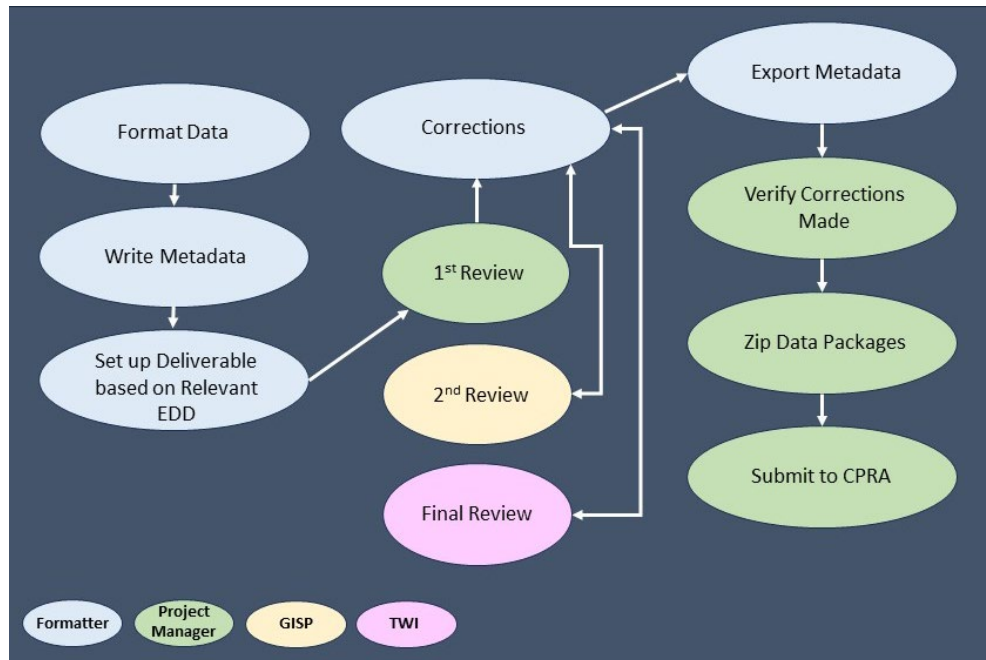 Format Data
Write Metadata
Set up Deliverable
based on Relevant
EDD
Corrections
1st Review
2nd Review
Final Review
Export Metadata
Verify Corrections
Made
Zip Data Packages
Submit to CPRA
Formatter
Project
Manager
GISP
TWI